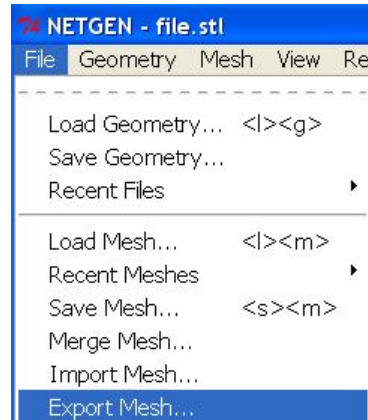 NETGEN - file.stl
File Geometry Mesh View Re
Load Geometry... <l><g>
Save Geometry...
Recent Files
Load Mesh... <l><m>
Recent Meshes
Save Mesh... <s><m>
Merge Mesh...
Import Mesh...
Export Mesh...